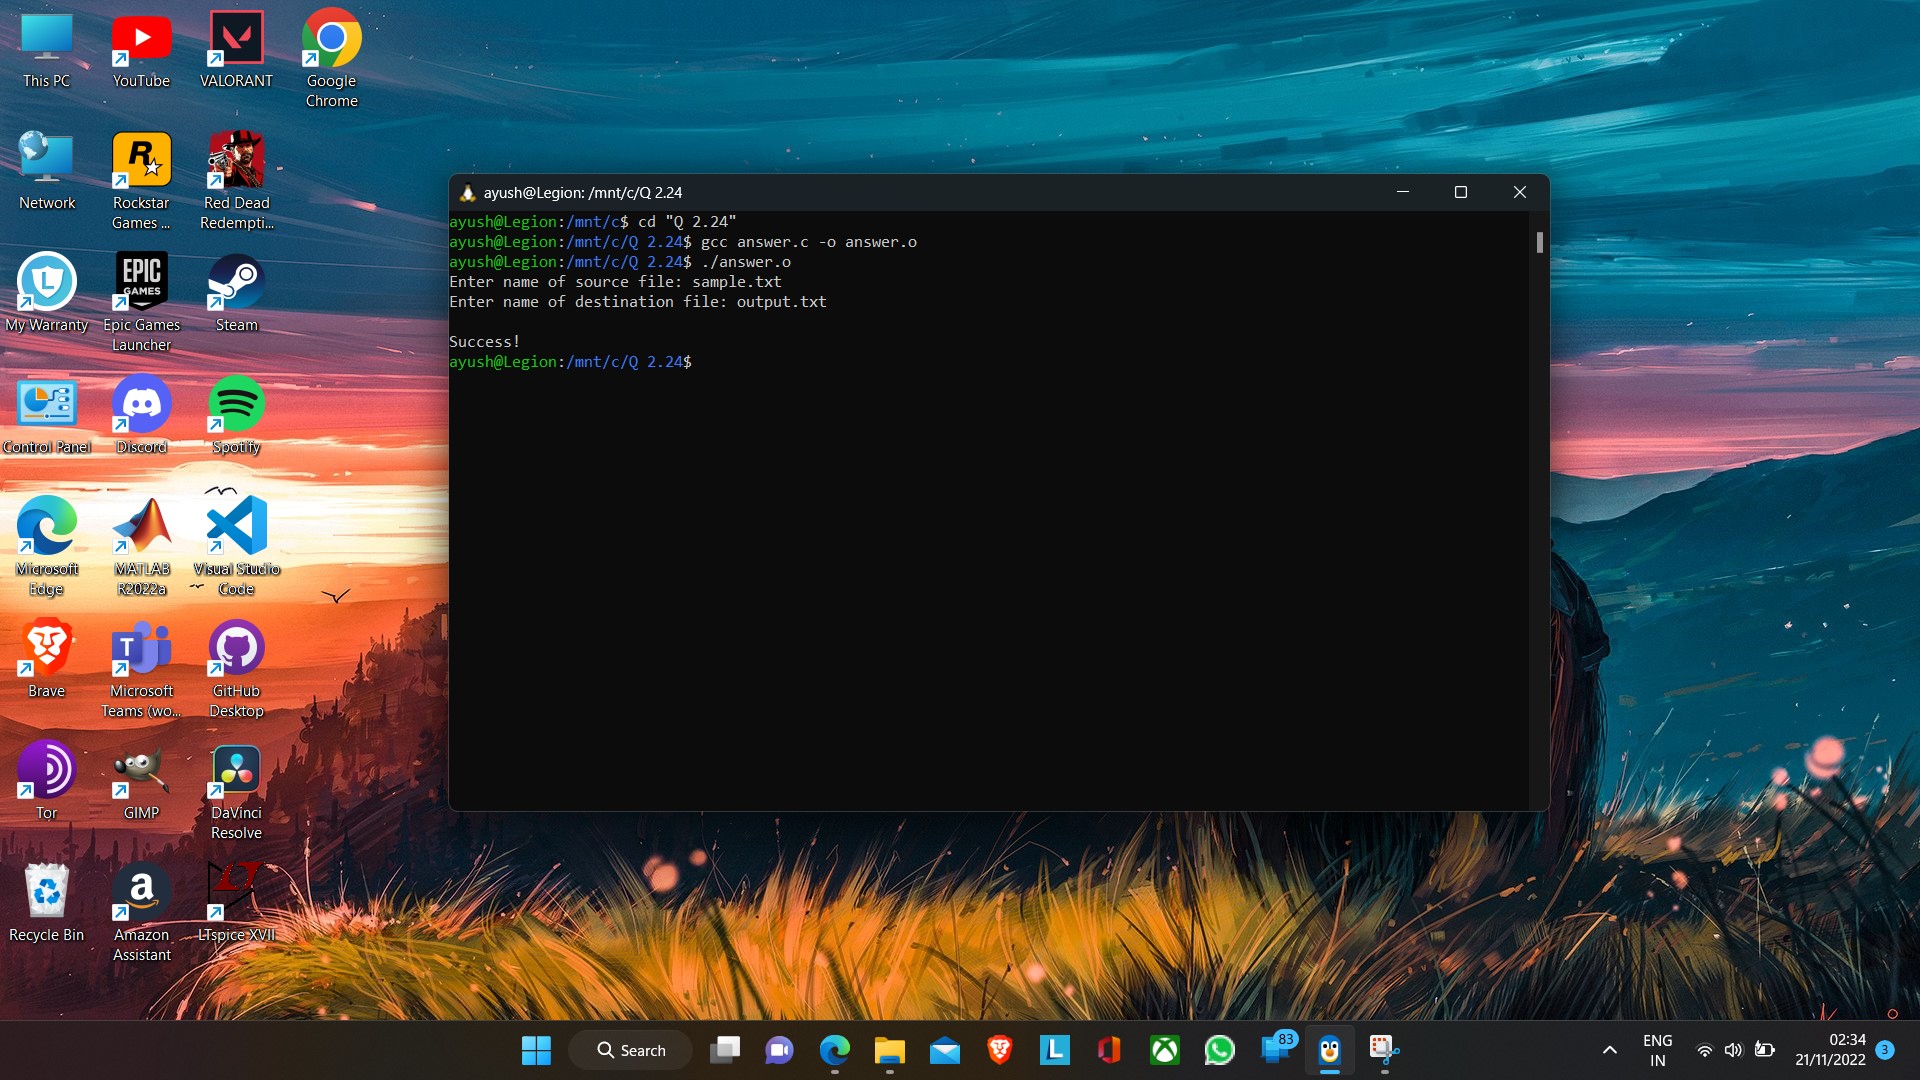 This PC
YouTube
VALORANT
Google
Chrome
Network
Rockstar
Games ...
Red Dead
Redempti...
My Warranty
EPIC
GAMES
Epic Games
Launcher
Steam
Control Panel
Discord
Spotify
Microsoft
Edge
MATLAB
R2022a
Visual Studio
Code
Brave
Microsoft
Teams (wo...
GitHub
Desktop
Tor
GIMP
DaVinci
Resolve
Recycle Bin
Amazon
Assistant
LTspice XVII
ayush@Legion: /mnt/c/Q 2.24
ayush@Legion:/mnt/c$ cd "Q 2.24"
ayush@Legion:/mnt/c/Q 2.24$ gcc answer.c -o answer.o
ayush@Legion:/mnt/c/Q 2.24$ ./answer.o
Enter name of source file: sample.txt
Enter name of destination file: output.txt
Success!
ayush@Legion:/mnt/c/Q 2.24$
Search
83
ENG
IN
02:34
21/11/2022
3